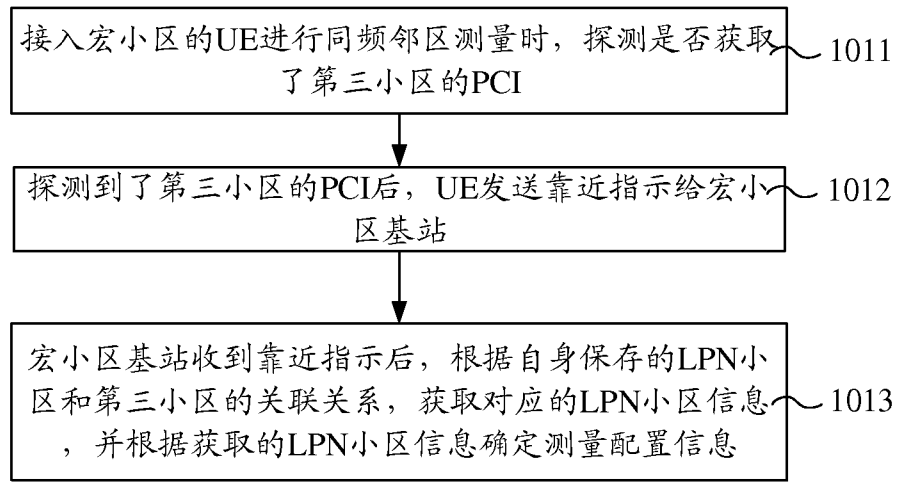 接入宏小区的UE进行同频邻区测量时，探测是否获取
了第三小区的PCI
1011
探测到了第三小区的PCI后，UE发送靠近指示给宏小
区基站
1012
宏小区基站收到靠近指示后，根据自身保存的LPN小
区和第三小区的关联关系，获取对应的LPN小区信息
，并根据获取的LPN小区信息确定测量配置信息
1013